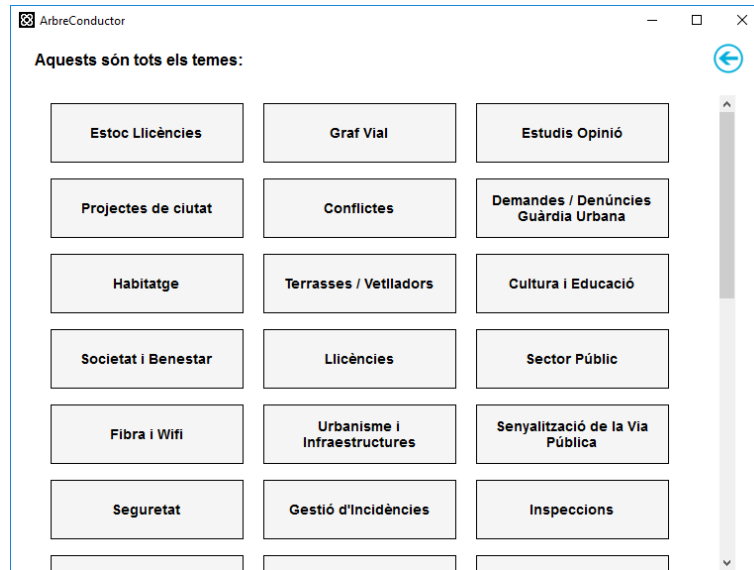 ArbreConductor
Aquests són tots els temes:
Estoc Llicències
Graf Vial
Estudis Opinió
Projectes de ciutat
Conflictes
Demandes / Denúncies
Guàrdia Urbana
Habitatge
Terrasses / Vetlladors
Cultura i Educació
Societat i Benestar
Llicències
Sector Públic
Fibra i Wifi
Urbanisme i
Infraestructures
Senyalització de la Via
Pública
Seguretat
Gestió d'Incidències
Inspeccions